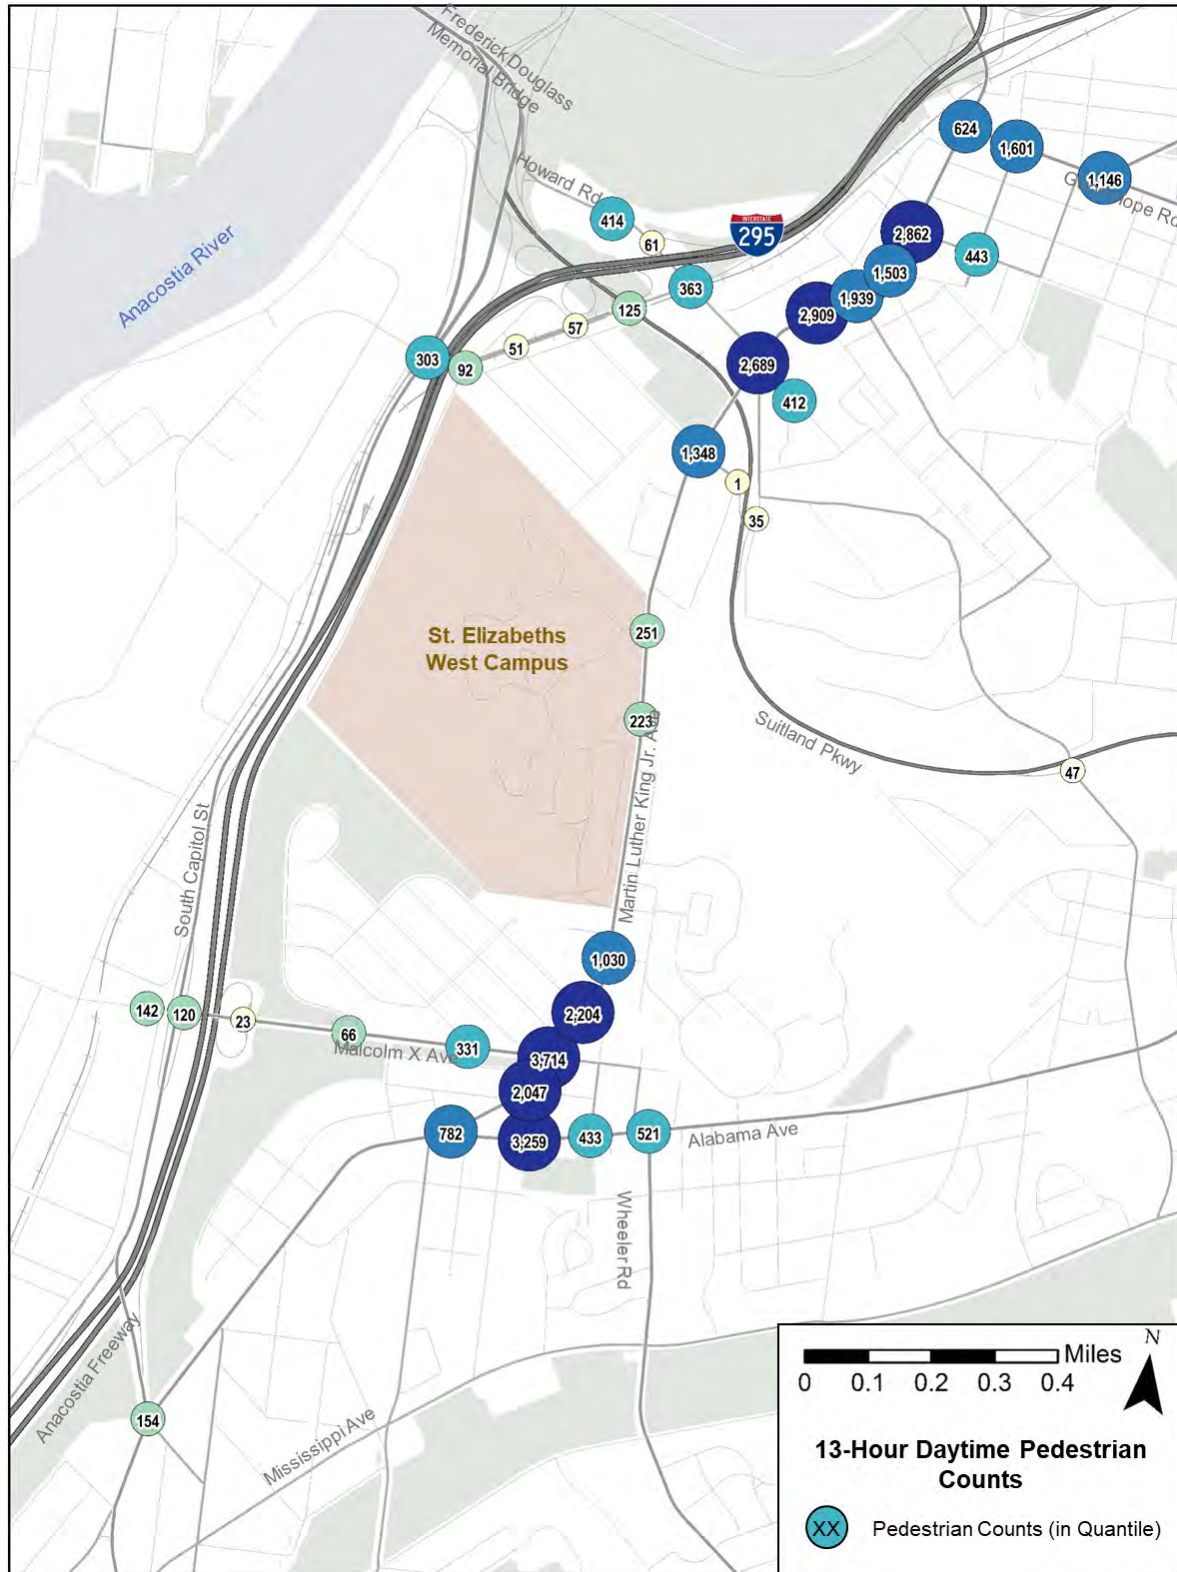 Frederick Douglass
Memorial Bridge
624
1,601
1,146
Howard Rd
414
61
INTERSTATE
295
2,862
443
Hope Rd
Anacostia River
363
1,503
1,939
2,909
125
57
51
303
92
2,689
412
1,348
1
35
St. Elizabeths
West Campus
251
223
Martin Luther King Jr. Ave
Suitland Pkwy
47
South Capitol St
1,030
2,204
142
120
23
66
331
3,714
Malcolm X Ave
2,047
782
3,259
433
521
Alabama Ave
Wheeler Rd
Anacostia Freeway
154
Mississippi Ave
N
Miles
0 0.1 0.2 0.3 0.4
13-Hour Daytime Pedestrian
Counts
XX Pedestrian Counts (in Quantile)